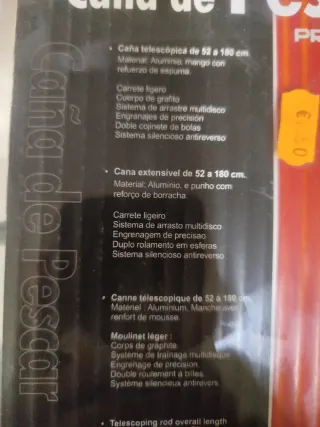 Caña de Pes
PR
• Caña telescópica de 52 a 180 cm.
Material: Aluminio, mango con
refuerzo de espuma.
Carrete ligero
Cuerpo de grafito
Sistema de arrastre multidisco
Engranajes de precisión
Doble cojinete de bolas
Sistema silencioso antireverso
• Cana extensível de 52 a 180 cm.
Material: Aluminio, e punho com
reforço de borracha.
Carrete ligeiro
Sistema de arrasto multidisco
Engrenagem de precisao
Duplo rolamento em esferas
Sistema silencioso antireverso
• Canne télescopique de 52 à 180 cm
Matériel : Aluminium, Manche avec
renfort de mousse.
Moulinet léger :
Corps de graphite
Système de trainage multidisque
Engrenage de précision.
Double roulement à billes.
Système silencieux antirevers.
• Telescoping rod overall length
Caña de Pescar